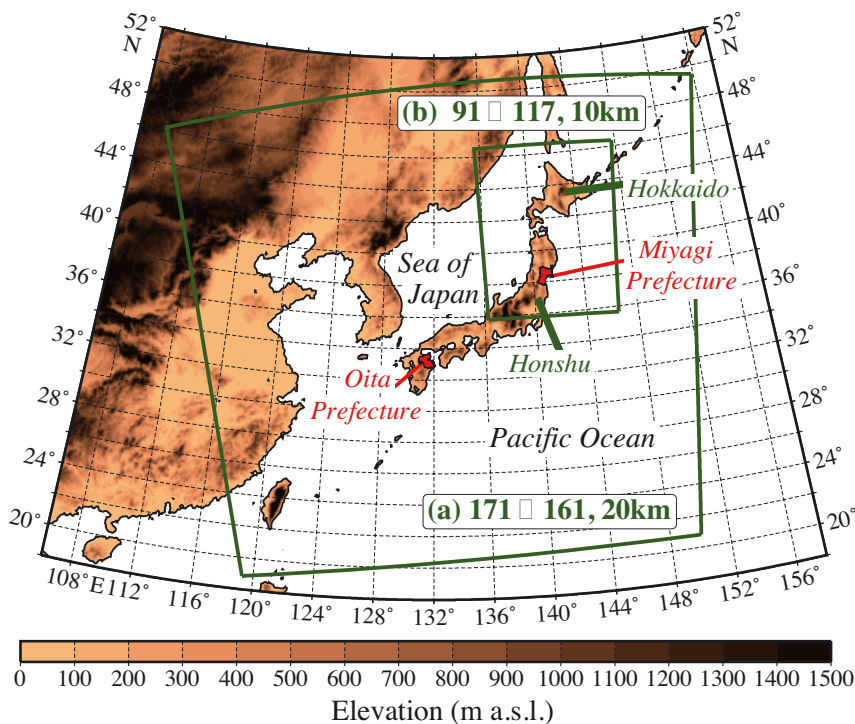 52°
N
52°
N
48°
48°
(b) 91 □ 117, 10km
44°
44°
Hokkaido
40°
40°
Sea of
Japan
Miyagi
Prefecture
36°
36°
32°
32°
Honshu
Oita
Prefecture
28°
28°
Pacific Ocean
24°
24°
(a) 171 □ 161, 20km
20°
20°
108°E 112° 116° 120° 124° 128° 132° 136° 140° 144° 148° 152° 156°
0 100 200 300 400 500 600 700 800 900 1000 1100 1200 1300 1400 1500
Elevation (m a.s.l.)